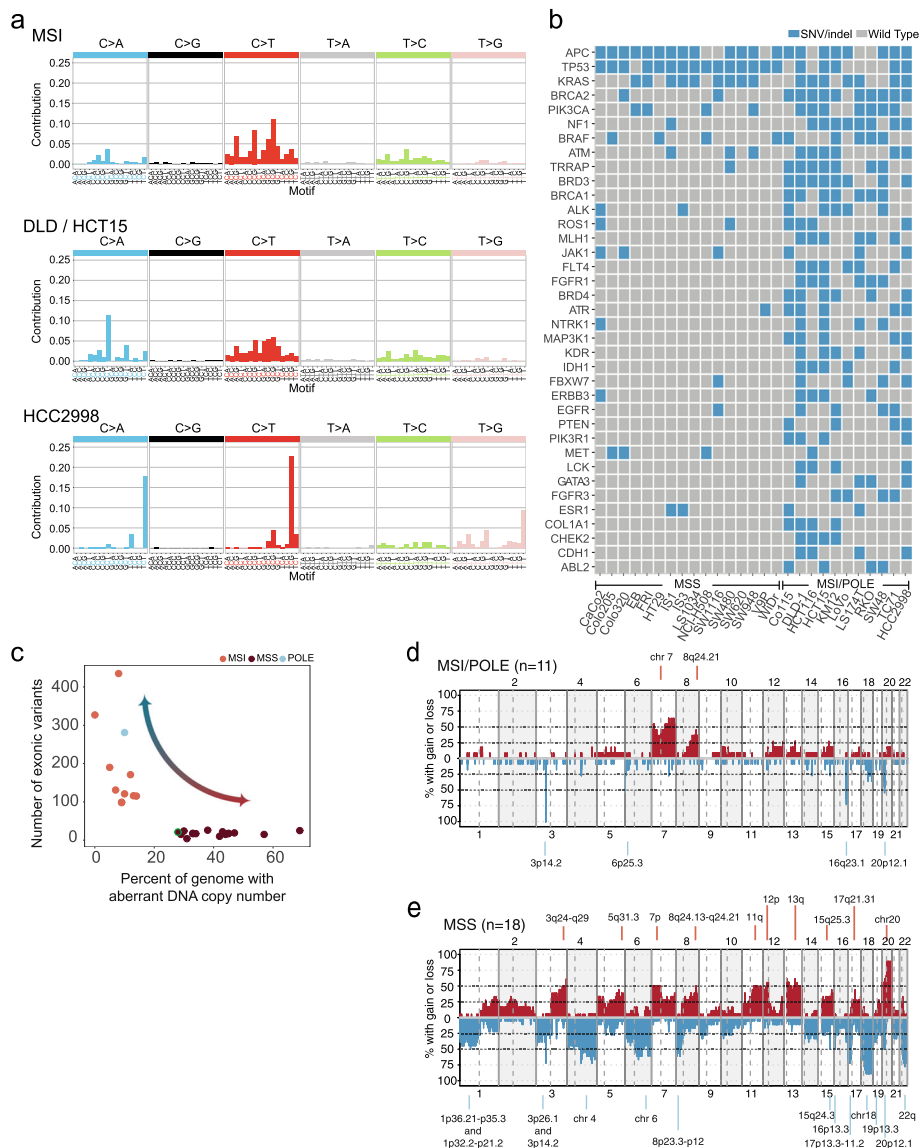 a
MSI
C>A C>G C>T T>A T>C T>G
0.25
0.20
0.15
0.10
0.05
0.00
Contribution
Motif
DLD / HCT15
C>A C>G C>T T>A T>C T>G
0.25
0.20
0.15
0.10
0.05
0.00
Contribution
Motif
HCC2998
C>A C>G C>T T>A T>C T>G
0.25
0.20
0.15
0.10
0.05
0.00
Contribution
Motif
b
SNV/indel Wild Type
APC
TP53
KRAS
BRCA2
PIK3CA
NF1
BRAF
ATM
TRRAP
BRD3
BRCA1
ALK
ROS1
MLH1
JAK1
FLT4
FGFR1
BRD4
ATR
NTRK1
MAP3K1
KDR
IDH1
FBXW7
ERBB3
EGFR
PTEN
PIK3R1
MET
LCK
GATA3
FGFR3
ESR1
COL1A1
CHEK2
CDH1
ABL2
MSS MSI/POLE
CaCo2 Colo205 Colo320 EB FRI HT29 IS1 IS3 LS1034 NCI-H508 SW1116 SW480 SW620 SW948 V9P WiDr Co115 DLD-1 HCT116 HCT15 KM12 LoVo LS174T RKO SW48 TC71 HCC2998
c
MSI MSS POLE
400
300
200
100
0
Number of exonic variants
0 20 40 60
Percent of genome with
aberrant DNA copy number
d
MSI/POLE (n=11)
chr 7 8q24.21
2 4 6 8 10 12 14 16 18 20 22
100
75
50
25
0
25
50
75
100
% with gain or loss
1 3 5 7 9 11 13 15 17 19 21
3p14.2 6p25.3 16q23.1 20p12.1
e
MSS (n=18)
3q24-q29 5q31.3 7p 8q24.13-q24.21 11q 12p 13q 15q25.3 17q21.31 chr20
2 4 6 8 10 12 14 16 18 20 22
100
75
50
25
0
25
50
75
100
% with gain or loss
1 3 5 7 9 11 13 15 17 19 21
1p36.21-p35.3
and
1p32.2-p21.2
3p26.1
and
3p14.2
chr 4
chr 6
8p23.3-p12
15q24.3
16p13.3
17p13.3-11.2
chr18
19p13.3
20p12.1
22q